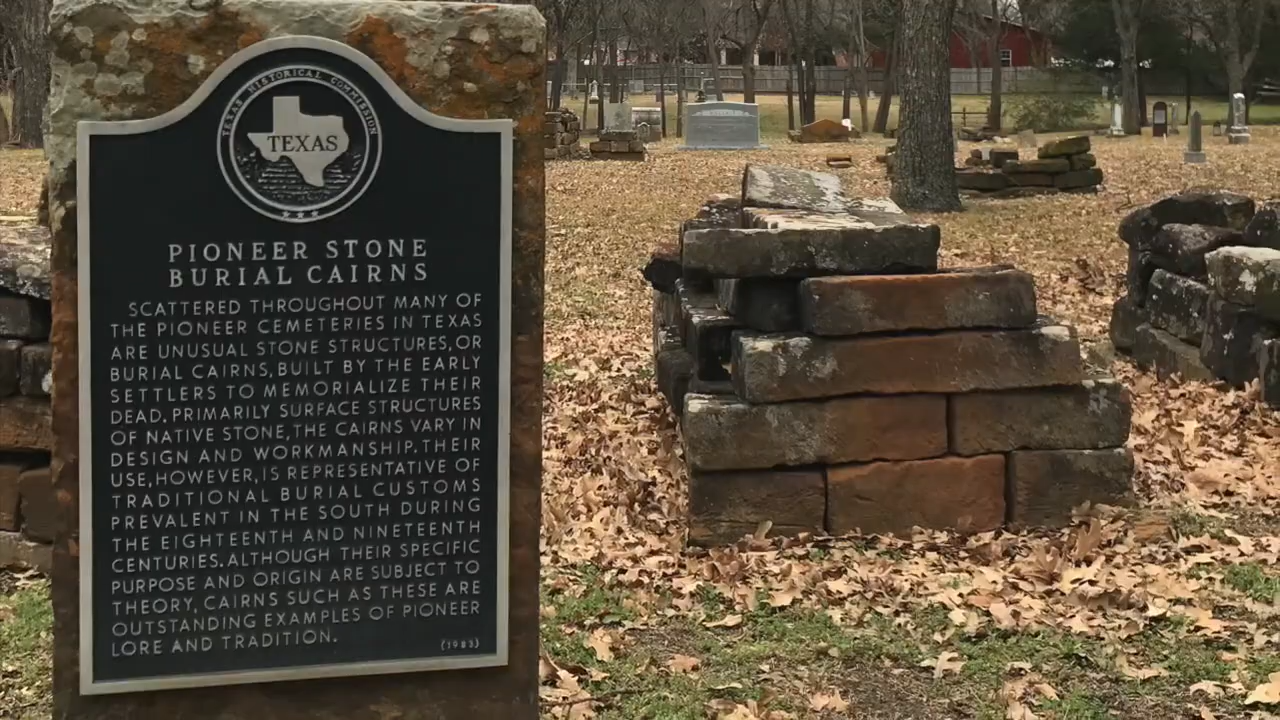 TEXAS HISTORICAL COMMISSION
TEXAS
PIONEER STONE
BURIAL CAIRNS
SCATTERED THROUGHOUT MANY OF
THE PIONEER CEMETERIES IN TEXAS
ARE UNUSUAL STONE STRUCTURES, OR
BURIAL CAIRNS, BUILT BY THE EARLY
SETTLERS TO MEMORIALIZE THEIR
DEAD. PRIMARILY SURFACE STRUCTURES
OF NATIVE STONE, THE CAIRNS VARY IN
DESIGN AND WORKMANSHIP. THEIR
USE, HOWEVER, IS REPRESENTATIVE OF
TRADITIONAL BURIAL CUSTOMS
PREVALENT IN THE SOUTH DURING
THE EIGHTEENTH AND NINETEENTH
CENTURIES. ALTHOUGH THEIR SPECIFIC
PURPOSE AND ORIGIN ARE SUBJECT TO
THEORY, CAIRNS SUCH AS THESE ARE
OUTSTANDING EXAMPLES OF PIONEER
LORE AND TRADITION.
(1983)